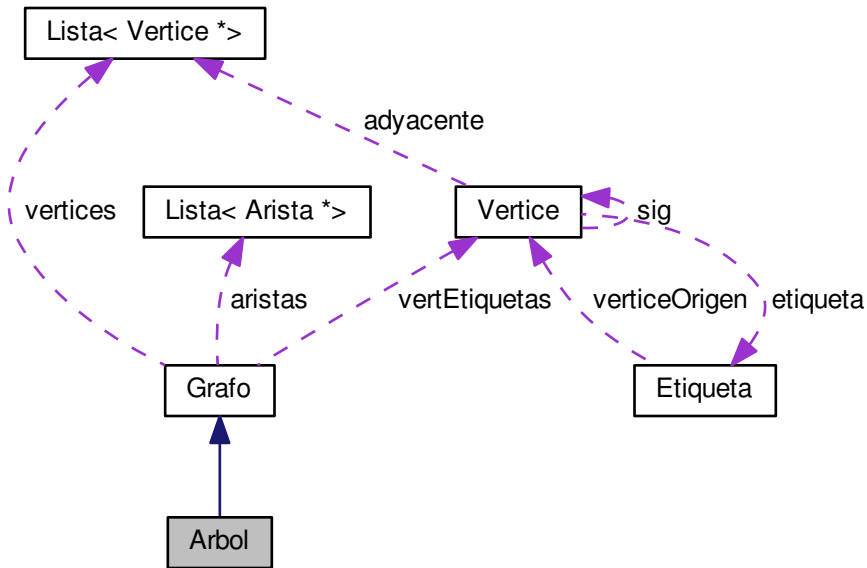 Lista< Vertice *>
adyacente
vertices
Lista< Arista *>
Vertice
sig
aristas
vertEtiquetas
verticeOrigen
etiqueta
Grafo
Etiqueta
Arbol